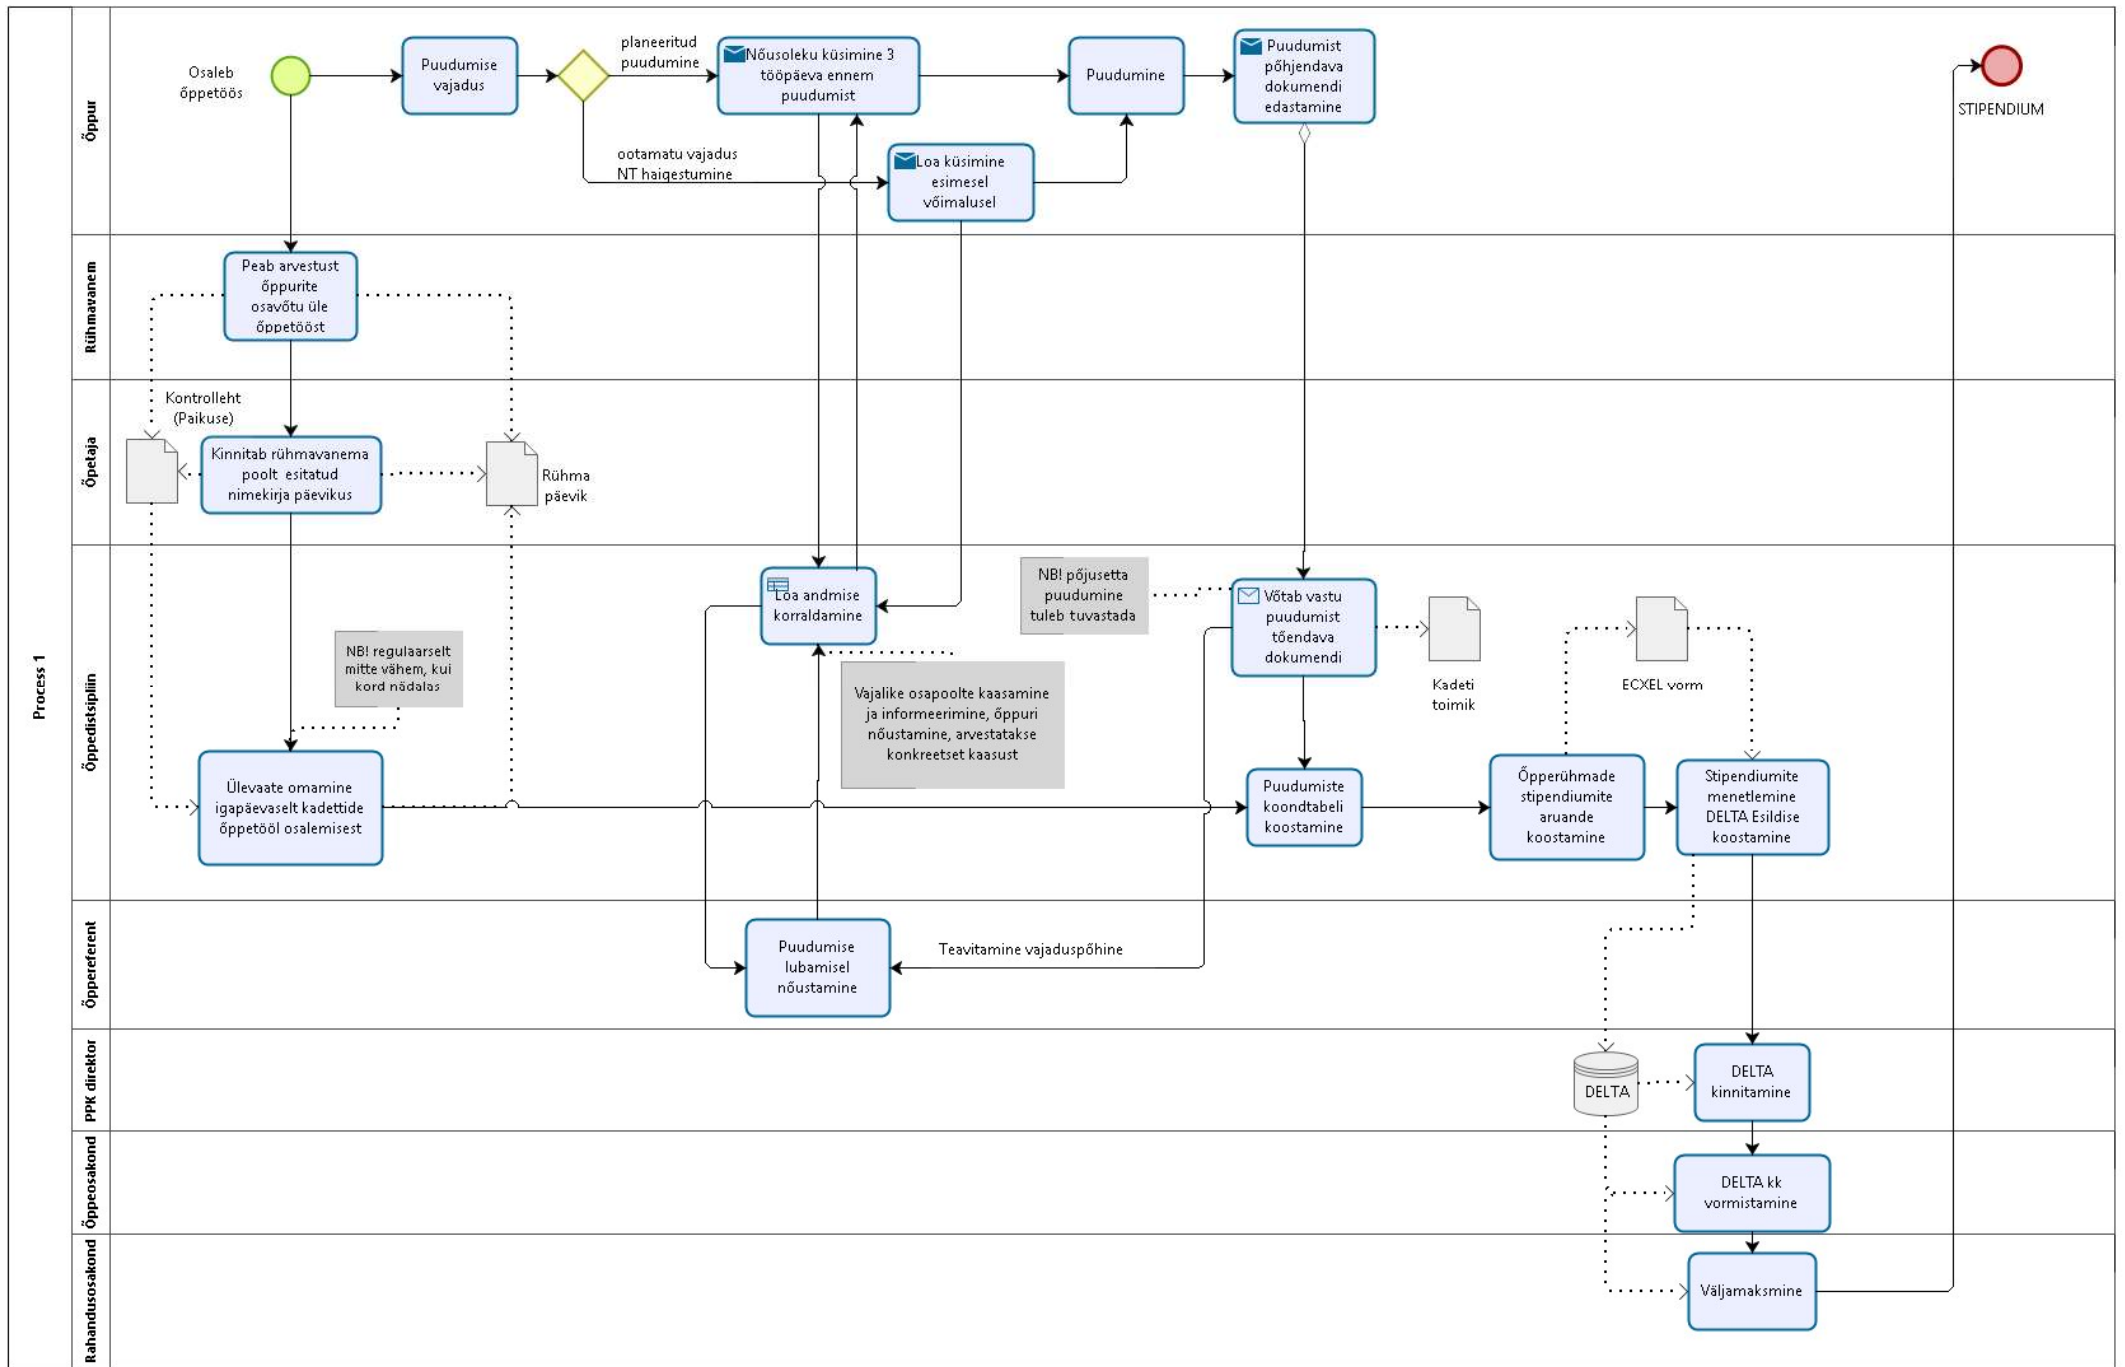 Process 1
Õppur
Osaleb
õppetöös
Puudumise
vajadus
planeeritud
puudumine
ootamatu vajadus
NT haigestumine
Nõusoleku küsimine 3
tööpäeva ennem
puudumist
Loa küsimine
esimesel
võimalusel
Puudumine
Puudumist
põhjendava
dokumendi
edastamine
STIPENDIUM
Rühmavanem
Peab arvestust
õppurite
osavõtu üle
õppetööst
Õpetaja
Kontrolleht
(Paikuse)
Kinnitab rühmavanema
poolt esitatud
nimekirja päevikus
Rühma
päevik
Õppedistsipliin
NB! regulaarselt
mitte vähem, kui
kord nädalas
Ülevaate omamine
igapäevaselt kadettide
õppetööl osalemisest
Loa andmise
korraldamine
Vajalike osapoolte kaasamine
ja informeerimine, õppuri
nõustamine, arvestatakse
konkreetset kaasust
NB! põjusetta
puudumine
tuleb tuvastada
Võtab vastu
puudumist
tõendava
dokumendi
Kadeti
toimik
ECXEL vorm
Puudumiste
koondtabeli
koostamine
Õpperühmade
stipendiumite
aruande
koostamine
Stipendiumite
menetlemine
DELTA Esildise
koostamine
Õppereferent
Puudumise
lubamisel
nõustamine
Teavitamine vajaduspõhine
PPK direktor
DELTA
DELTA
kinnitamine
Õppeosakond
DELTA kk
vormistamine
Rahandusosakond
Väljamaksmine